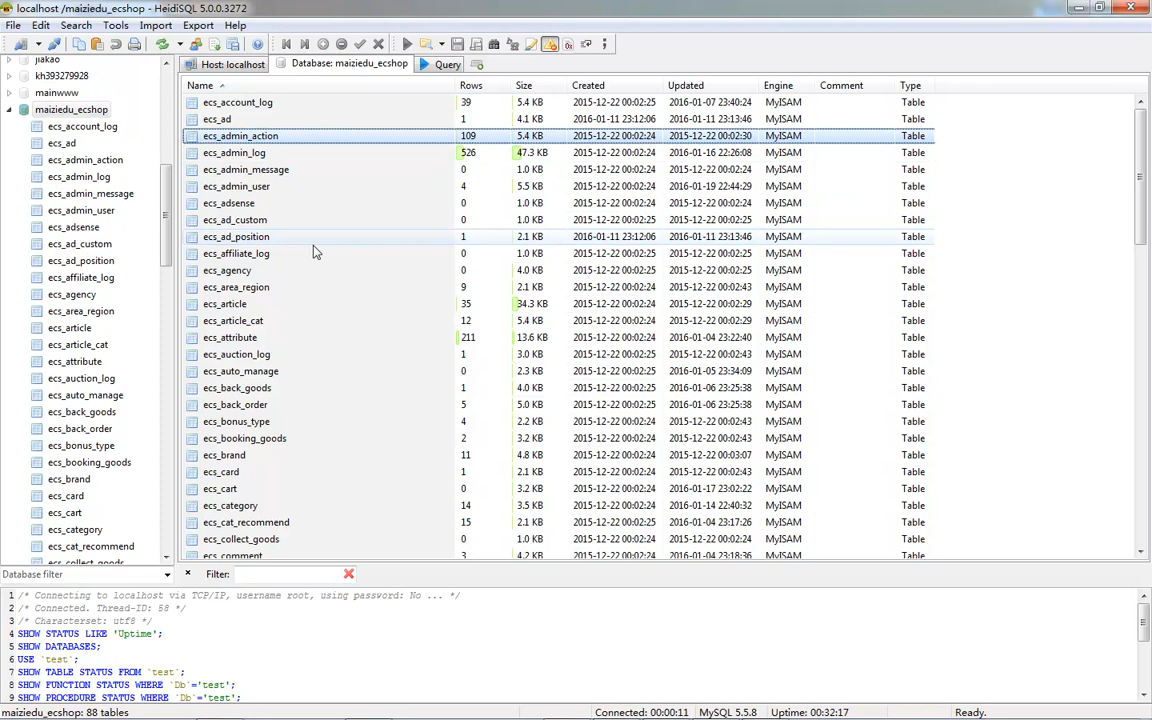 localhost /maiziedu_ecshop - HeidiSQL 5.0.0.3272
File Edit Search Tools Import Export Help
Host: localhost Database: maiziedu_ecshop Query
jiakao
kh393279928
mainwww
maiziedu_ecshop
ecs_account_log
ecs_ad
ecs_admin_action
ecs_admin_log
ecs_admin_message
ecs_admin_user
ecs_adsense
ecs_ad_custom
ecs_ad_position
ecs_affiliate_log
ecs_agency
ecs_area_region
ecs_article
ecs_article_cat
ecs_attribute
ecs_auction_log
ecs_auto_manage
ecs_back_goods
ecs_back_order
ecs_bonus_type
ecs_booking_goods
ecs_brand
ecs_card
ecs_cart
ecs_category
ecs_cat_recommend
ecs_collect_goods
Name Rows Size Created Updated Engine Comment Type
ecs_account_log 39 5.4 KB 2015-12-22 00:02:25 2016-01-07 23:40:24 MyISAM Table
ecs_ad 1 4.1 KB 2016-01-11 23:12:06 2016-01-11 23:13:46 MyISAM Table
ecs_admin_action 109 5.4 KB 2015-12-22 00:02:24 2015-12-22 00:02:30 MyISAM Table
ecs_admin_log 526 47.3 KB 2015-12-22 00:02:24 2016-01-16 22:26:08 MyISAM Table
ecs_admin_message 0 1.0 KB 2015-12-22 00:02:24 2015-12-22 00:02:24 MyISAM Table
ecs_admin_user 4 5.5 KB 2015-12-22 00:02:24 2016-01-19 22:44:29 MyISAM Table
ecs_adsense 0 1.0 KB 2015-12-22 00:02:24 2015-12-22 00:02:24 MyISAM Table
ecs_ad_custom 0 1.0 KB 2015-12-22 00:02:25 2015-12-22 00:02:25 MyISAM Table
ecs_ad_position 1 2.1 KB 2016-01-11 23:12:06 2016-01-11 23:13:46 MyISAM Table
ecs_affiliate_log 0 1.0 KB 2015-12-22 00:02:25 2015-12-22 00:02:25 MyISAM Table
ecs_agency 0 4.0 KB 2015-12-22 00:02:24 2015-12-22 00:02:24 MyISAM Table
ecs_area_region 9 2.1 KB 2015-12-22 00:02:24 2015-12-22 00:02:43 MyISAM Table
ecs_article 35 34.3 KB 2015-12-22 00:02:24 2015-12-22 00:02:29 MyISAM Table
ecs_article_cat 12 5.4 KB 2015-12-22 00:02:24 2015-12-22 00:02:29 MyISAM Table
ecs_attribute 211 13.6 KB 2015-12-22 00:02:24 2016-01-04 23:22:40 MyISAM Table
ecs_auction_log 1 3.0 KB 2015-12-22 00:02:25 2015-12-22 00:02:43 MyISAM Table
ecs_auto_manage 0 2.3 KB 2015-12-22 00:02:25 2016-01-05 23:34:09 MyISAM Table
ecs_back_goods 1 4.0 KB 2015-12-22 00:02:25 2016-01-06 23:25:38 MyISAM Table
ecs_back_order 5 5.0 KB 2015-12-22 00:02:25 2016-01-06 23:25:38 MyISAM Table
ecs_bonus_type 4 2.2 KB 2015-12-22 00:02:24 2015-12-22 00:02:43 MyISAM Table
ecs_booking_goods 2 3.2 KB 2015-12-22 00:02:24 2015-12-22 00:02:43 MyISAM Table
ecs_brand 11 4.8 KB 2015-12-22 00:02:24 2015-12-22 00:03:07 MyISAM Table
ecs_card 1 2.1 KB 2015-12-22 00:02:24 2015-12-22 00:02:43 MyISAM Table
ecs_cart 0 3.2 KB 2015-12-22 00:02:24 2016-01-17 23:02:22 MyISAM Table
ecs_category 14 3.5 KB 2015-12-22 00:02:24 2016-01-14 22:40:32 MyISAM Table
ecs_cat_recommend 15 2.1 KB 2015-12-22 00:02:25 2016-01-04 23:17:26 MyISAM Table
ecs_collect_goods 0 1.0 KB 2015-12-22 00:02:24 2015-12-22 00:02:24 MyISAM Table
ecs_comment 3 4.2 KB 2015-12-22 00:02:24 2016-01-04 23:18:36 MyISAM Table
Database filter Filter:
1 /* Connecting to localhost via TCP/IP, username root, using password: No ... */
2 /* Connected. Thread-ID: 58 */
3 /* Characterset: utf8 */
4 SHOW STATUS LIKE 'Uptime';
5 SHOW DATABASES;
6 USE `test`;
7 SHOW TABLE STATUS FROM `test`;
8 SHOW FUNCTION STATUS WHERE `Db`='test';
9 SHOW PROCEDURE STATUS WHERE `Db`='test';
maiziedu_ecshop: 88 tables Connected: 00:00:11 MySQL 5.5.8 Uptime: 00:32:17 Ready.